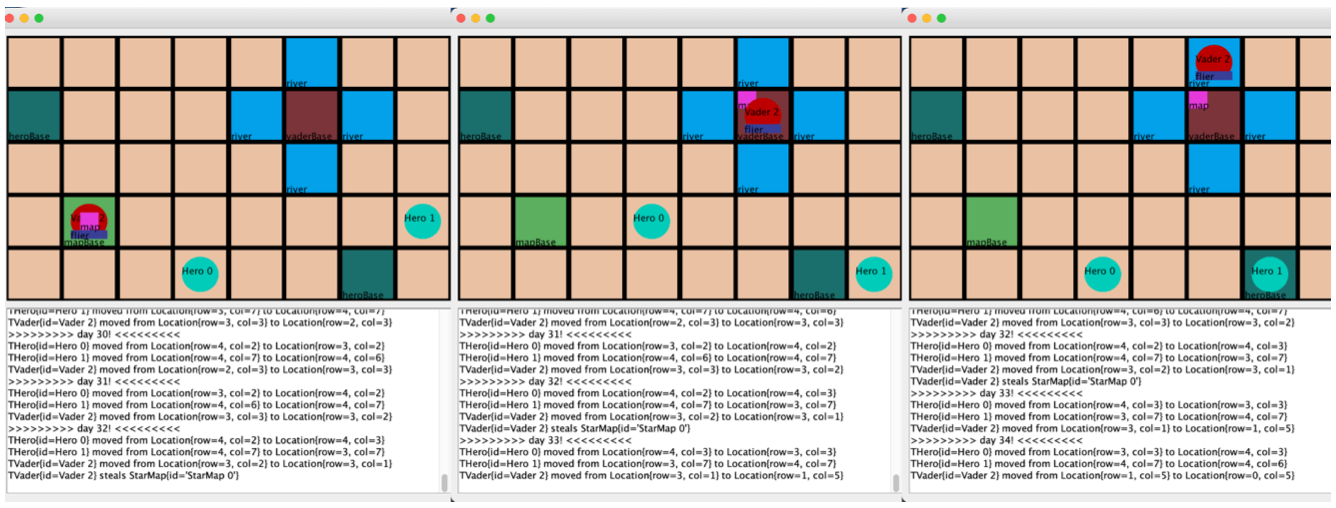 river
heroBase
river
vaderBase
river
river
map
flier
mapBase
Hero 1
Hero 0
heroBase
THero{id=Hero 1} moved from Location{row=3, col=7} to Location{row=4, col=7}
TVader{id=Vader 2} moved from Location{row=3, col=3} to Location{row=2, col=3}
>>>>>>>>> day 30! <<<<<<<<<
THero{id=Hero 0} moved from Location{row=4, col=2} to Location{row=3, col=2}
THero{id=Hero 1} moved from Location{row=4, col=7} to Location{row=4, col=6}
TVader{id=Vader 2} moved from Location{row=2, col=3} to Location{row=3, col=3}
>>>>>>>>> day 31! <<<<<<<<<
THero{id=Hero 0} moved from Location{row=3, col=2} to Location{row=4, col=2}
THero{id=Hero 1} moved from Location{row=4, col=6} to Location{row=4, col=7}
TVader{id=Vader 2} moved from Location{row=3, col=3} to Location{row=3, col=2}
>>>>>>>>> day 32! <<<<<<<<<
THero{id=Hero 0} moved from Location{row=4, col=2} to Location{row=4, col=3}
THero{id=Hero 1} moved from Location{row=4, col=7} to Location{row=3, col=7}
TVader{id=Vader 2} moved from Location{row=3, col=2} to Location{row=3, col=1}
TVader{id=Vader 2} steals StarMap{id='StarMap 0'}
river
heroBase
river
Vader 2
flier
vaderBase
river
river
mapBase
Hero 0
heroBase
Hero 1
THero{id=Hero 1} moved from Location{row=4, col=7} to Location{row=4, col=6}
TVader{id=Vader 2} moved from Location{row=2, col=3} to Location{row=3, col=3}
>>>>>>>>> day 31! <<<<<<<<<
THero{id=Hero 0} moved from Location{row=3, col=2} to Location{row=4, col=2}
THero{id=Hero 1} moved from Location{row=4, col=6} to Location{row=4, col=7}
TVader{id=Vader 2} moved from Location{row=3, col=3} to Location{row=3, col=2}
>>>>>>>>> day 32! <<<<<<<<<
THero{id=Hero 0} moved from Location{row=4, col=2} to Location{row=4, col=3}
THero{id=Hero 1} moved from Location{row=4, col=7} to Location{row=3, col=7}
TVader{id=Vader 2} moved from Location{row=3, col=2} to Location{row=3, col=1}
TVader{id=Vader 2} steals StarMap{id='StarMap 0'}
>>>>>>>>> day 33! <<<<<<<<<
THero{id=Hero 0} moved from Location{row=4, col=3} to Location{row=3, col=3}
THero{id=Hero 1} moved from Location{row=3, col=7} to Location{row=4, col=7}
TVader{id=Vader 2} moved from Location{row=3, col=1} to Location{row=1, col=5}
Vader 2
flier
river
heroBase
river
map
vaderBase
river
river
mapBase
Hero 0
Hero 1
heroBase
THero{id=Hero 1} moved from Location{row=4, col=6} to Location{row=4, col=7}
TVader{id=Vader 2} moved from Location{row=3, col=3} to Location{row=3, col=2}
>>>>>>>>> day 32! <<<<<<<<<
THero{id=Hero 0} moved from Location{row=4, col=2} to Location{row=4, col=3}
THero{id=Hero 1} moved from Location{row=4, col=7} to Location{row=3, col=7}
TVader{id=Vader 2} moved from Location{row=3, col=2} to Location{row=3, col=1}
TVader{id=Vader 2} steals StarMap{id='StarMap 0'}
>>>>>>>>> day 33! <<<<<<<<<
THero{id=Hero 0} moved from Location{row=4, col=3} to Location{row=3, col=3}
THero{id=Hero 1} moved from Location{row=3, col=7} to Location{row=4, col=7}
TVader{id=Vader 2} moved from Location{row=3, col=1} to Location{row=1, col=5}
>>>>>>>>> day 34! <<<<<<<<<
THero{id=Hero 0} moved from Location{row=3, col=3} to Location{row=4, col=3}
THero{id=Hero 1} moved from Location{row=4, col=7} to Location{row=4, col=6}
TVader{id=Vader 2} moved from Location{row=1, col=5} to Location{row=0, col=5}